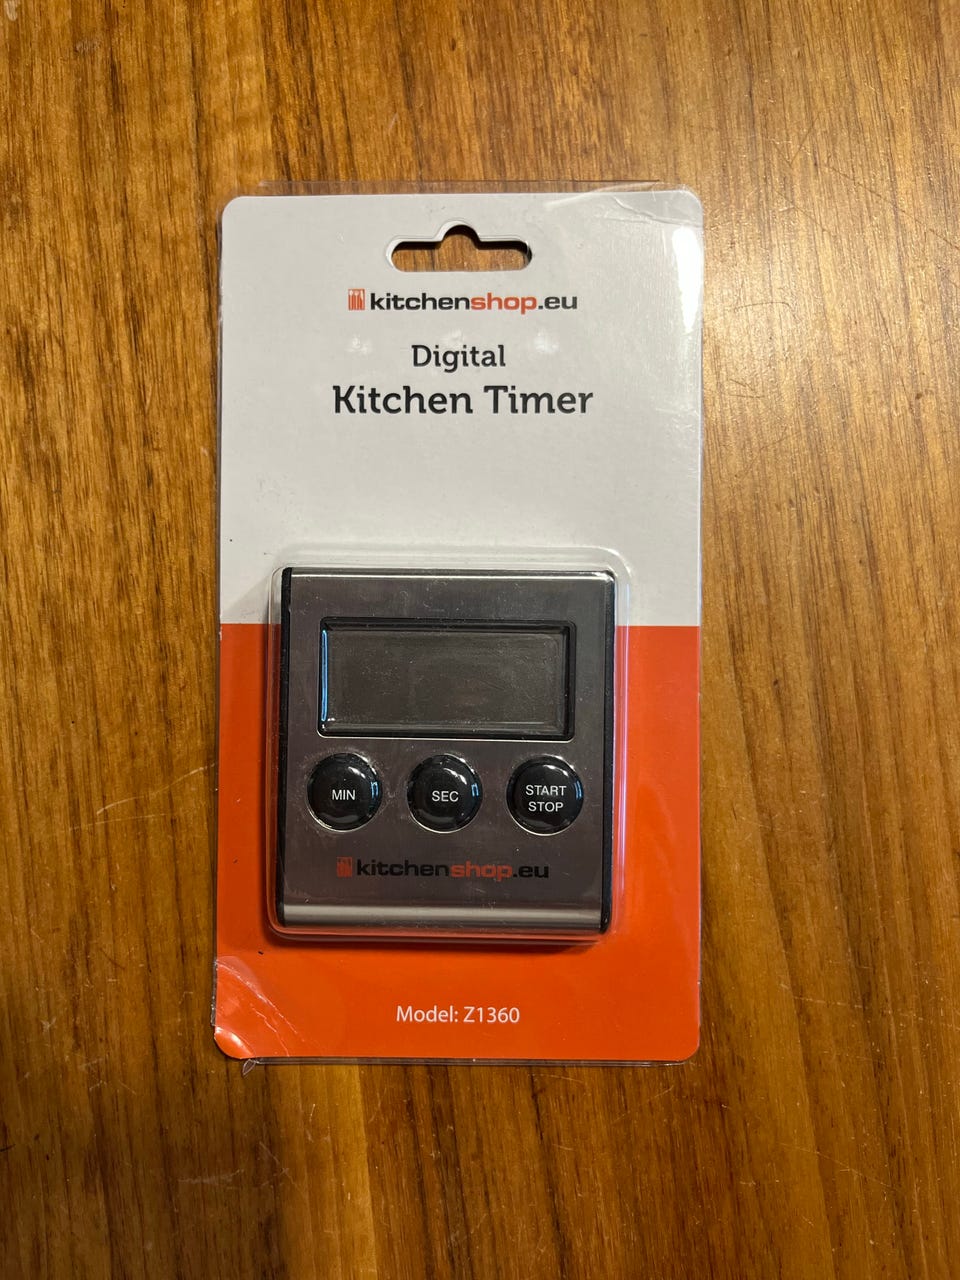 kitchenshop.eu
Digital
Kitchen Timer
MIN
SEC
START
STOP
kitchenshop.eu
Model: Z1360